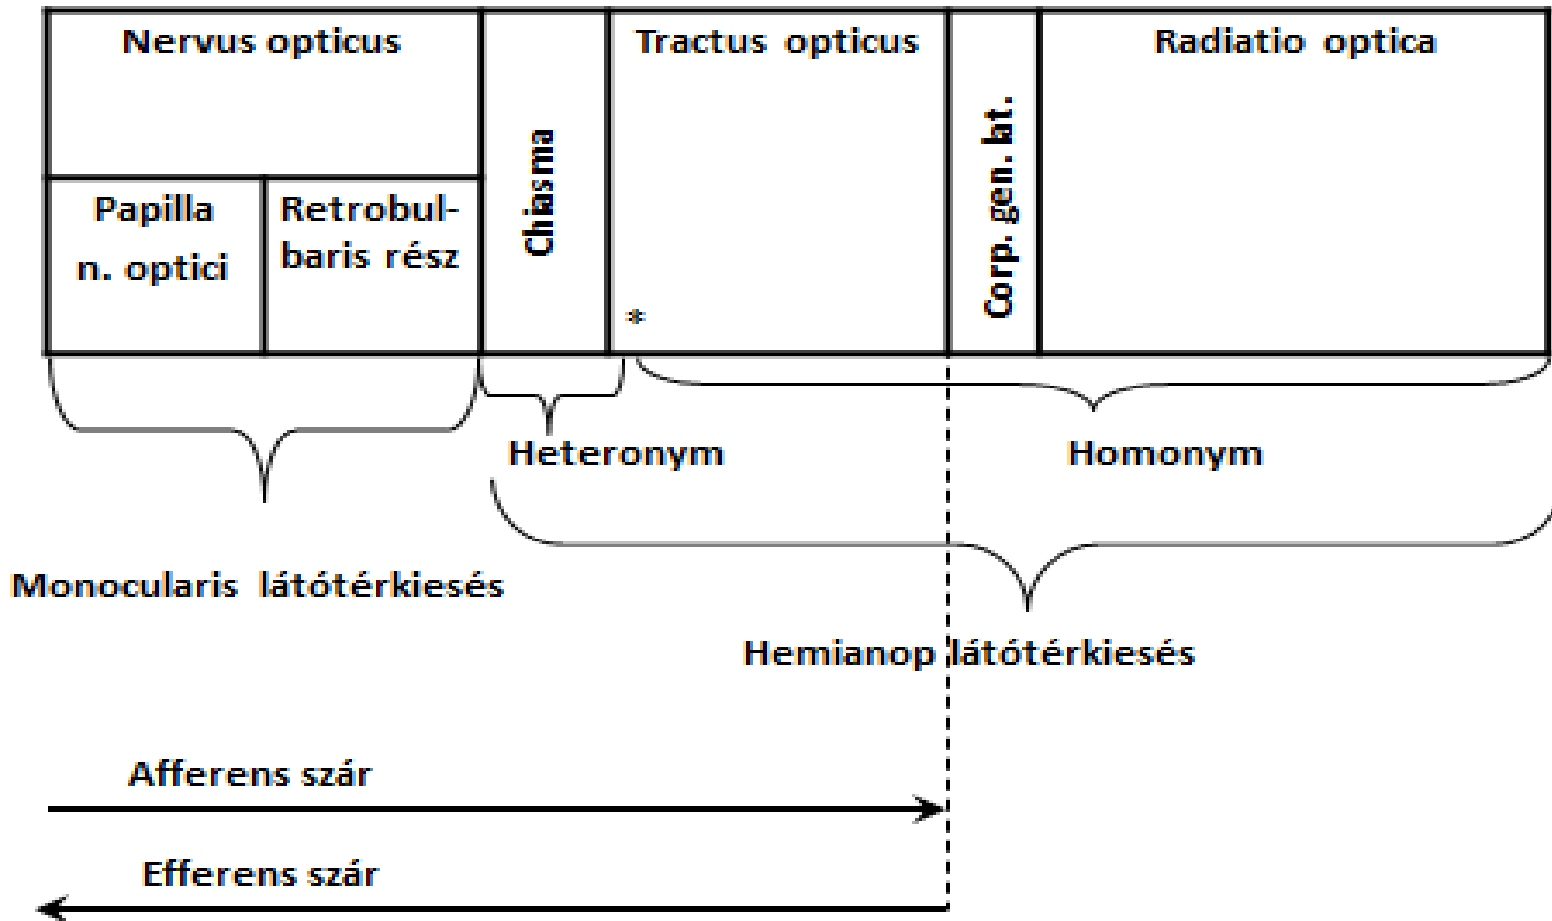 Nervus opticus
Papilla
n. optici
Retrobul-
baris rész
Chiasma
Tractus opticus
*
Corp. gen. lat.
Radiatio optica
Heteronym
Homonym
Monocularis látótérkiesés
Hemianop látótérkiesés
Afferens szár
Efferens szár